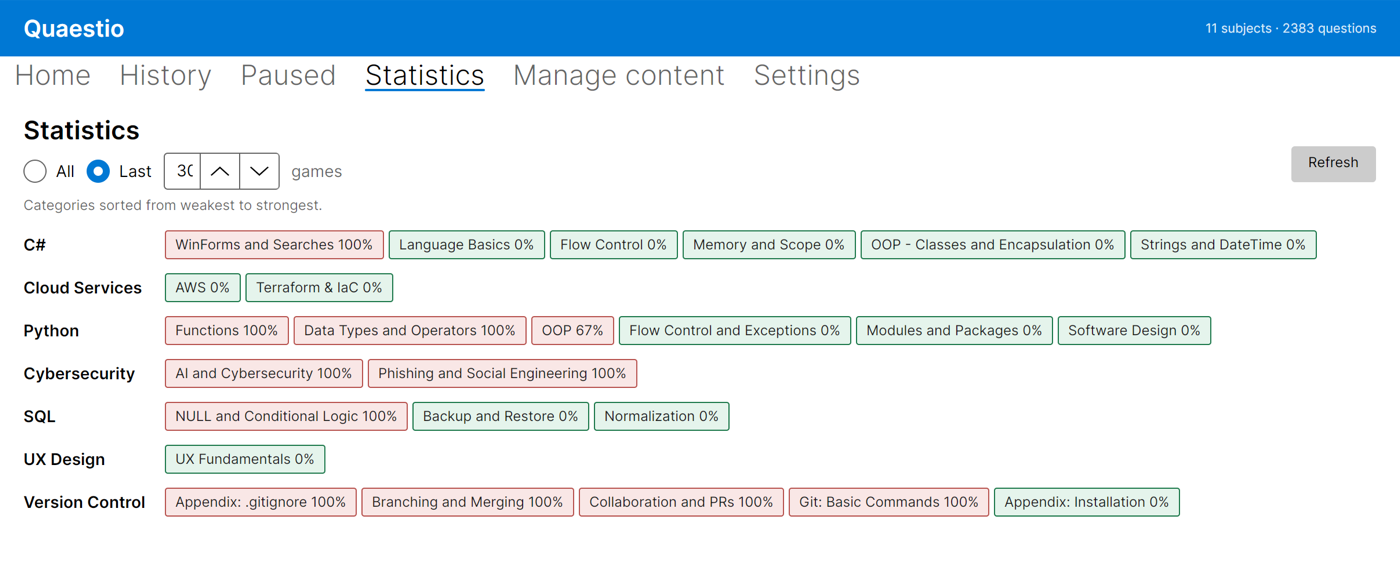 Quaestio 11 subjects · 2383 questions
Home History Paused Statistics Manage content Settings
Statistics
All Last 30 games Refresh
Categories sorted from weakest to strongest.
C# WinForms and Searches 100% Language Basics 0% Flow Control 0% Memory and Scope 0% OOP - Classes and Encapsulation 0% Strings and DateTime 0%
Cloud Services AWS 0% Terraform & IaC 0%
Python Functions 100% Data Types and Operators 100% OOP 67% Flow Control and Exceptions 0% Modules and Packages 0% Software Design 0%
Cybersecurity AI and Cybersecurity 100% Phishing and Social Engineering 100%
SQL NULL and Conditional Logic 100% Backup and Restore 0% Normalization 0%
UX Design UX Fundamentals 0%
Version Control Appendix: .gitignore 100% Branching and Merging 100% Collaboration and PRs 100% Git: Basic Commands 100% Appendix: Installation 0%